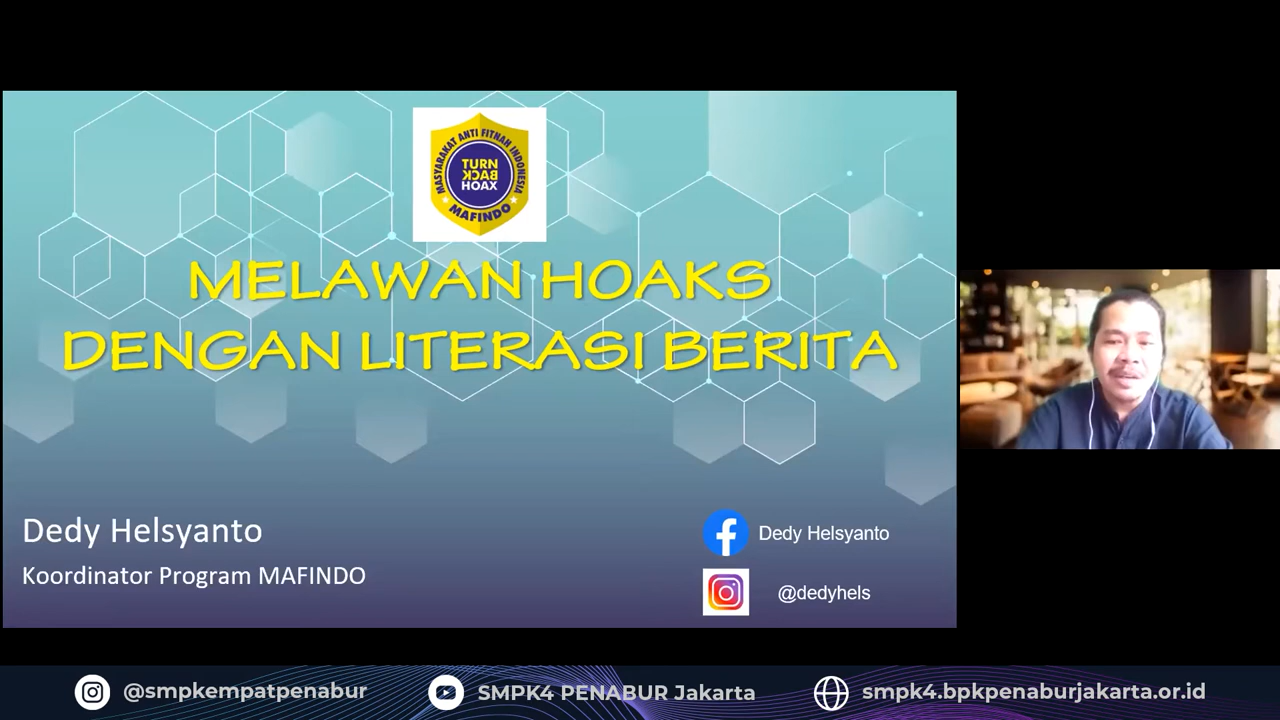 MASYARAKAT ANTI FITNAH INDONESIA
TURN
BACK
HOAX
MAFINDO
MELAWAN HOAKS
DENGAN LITERASI BERITA
Dedy Helsyanto
Koordinator Program MAFINDO
Dedy Helsyanto
@dedyhels
@smpkempatpenabur
SMPK4 PENABUR Jakarta
smpk4.bpkpenaburjakarta.or.id